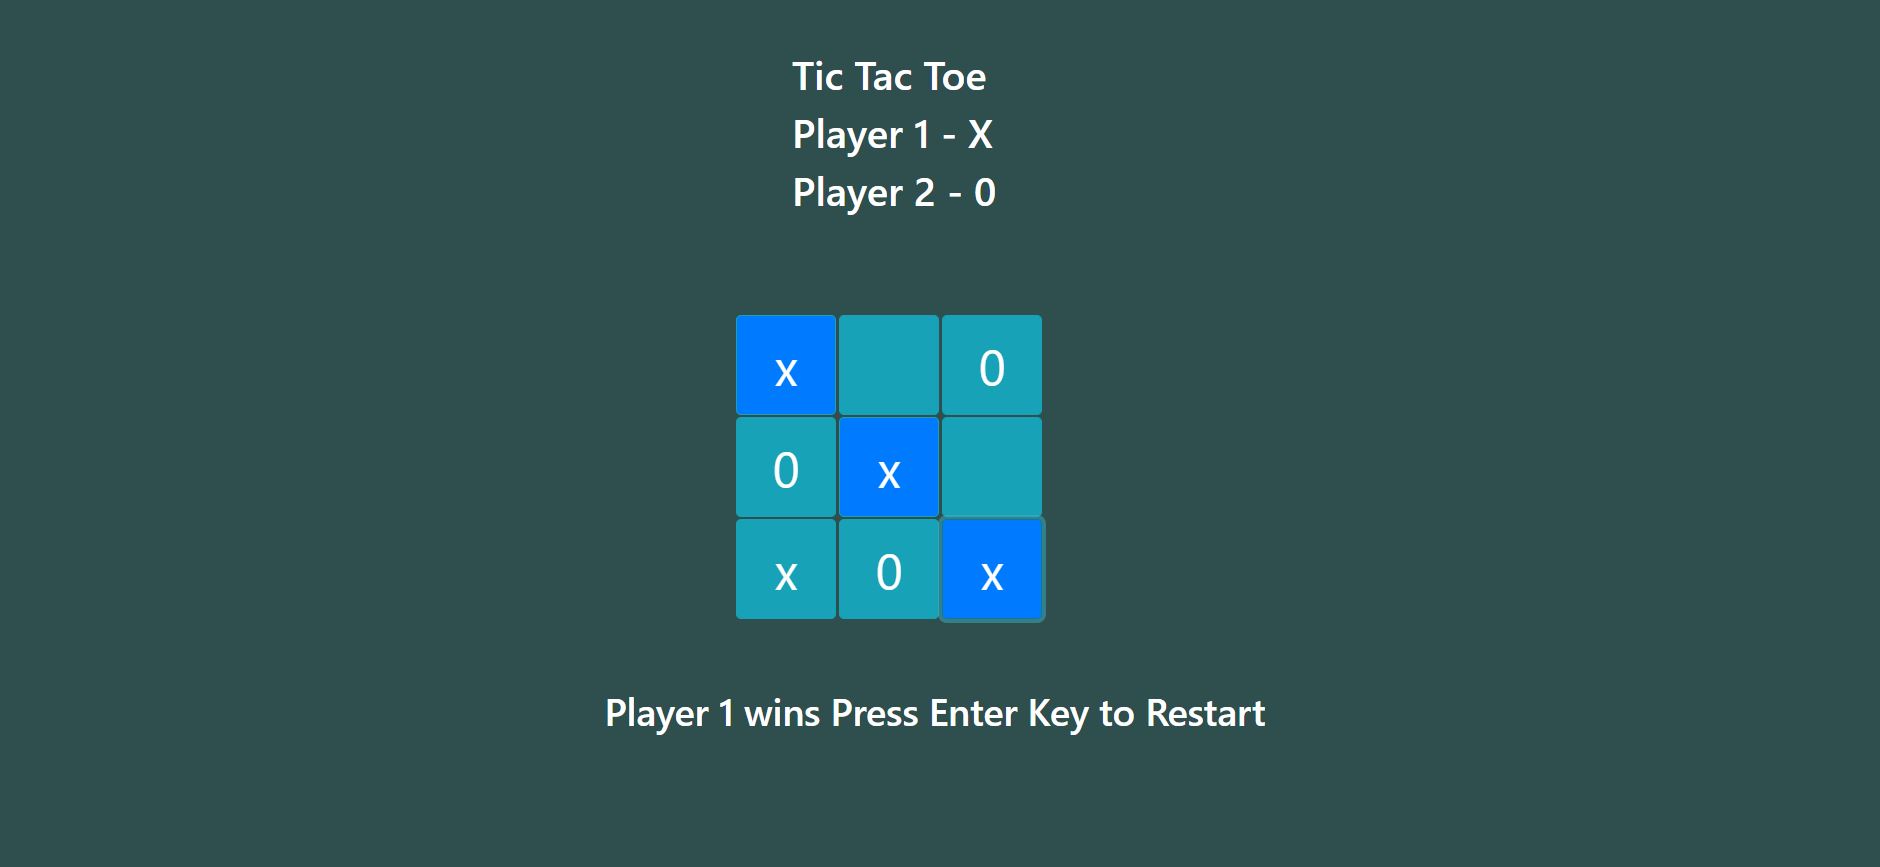 Tic Tac Toe
Player 1 - X
Player 2 - 0
x 0
0 x
x 0 x
Player 1 wins Press Enter Key to Restart